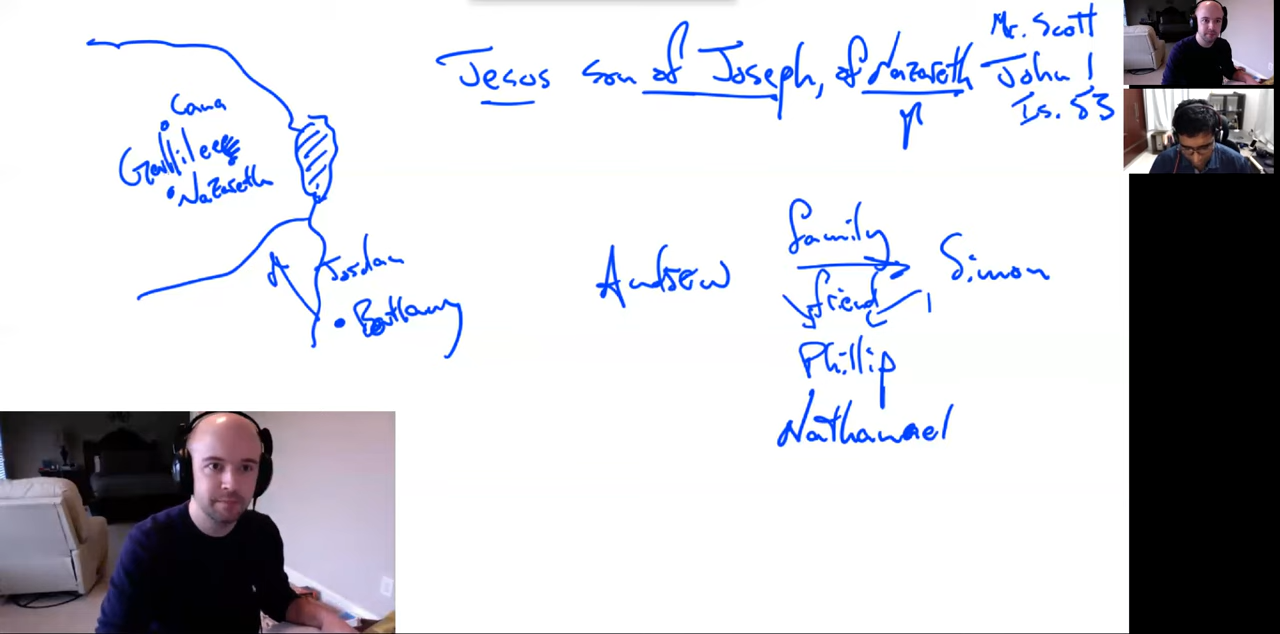 Mr. Scott
Jesus son of Joseph, of Nazareth
John 1
Is. 53
Cana
Galilee
Nazareth
Jordan
Bethany
family
Andrew
Simon
friend
Phillip
Nathanael